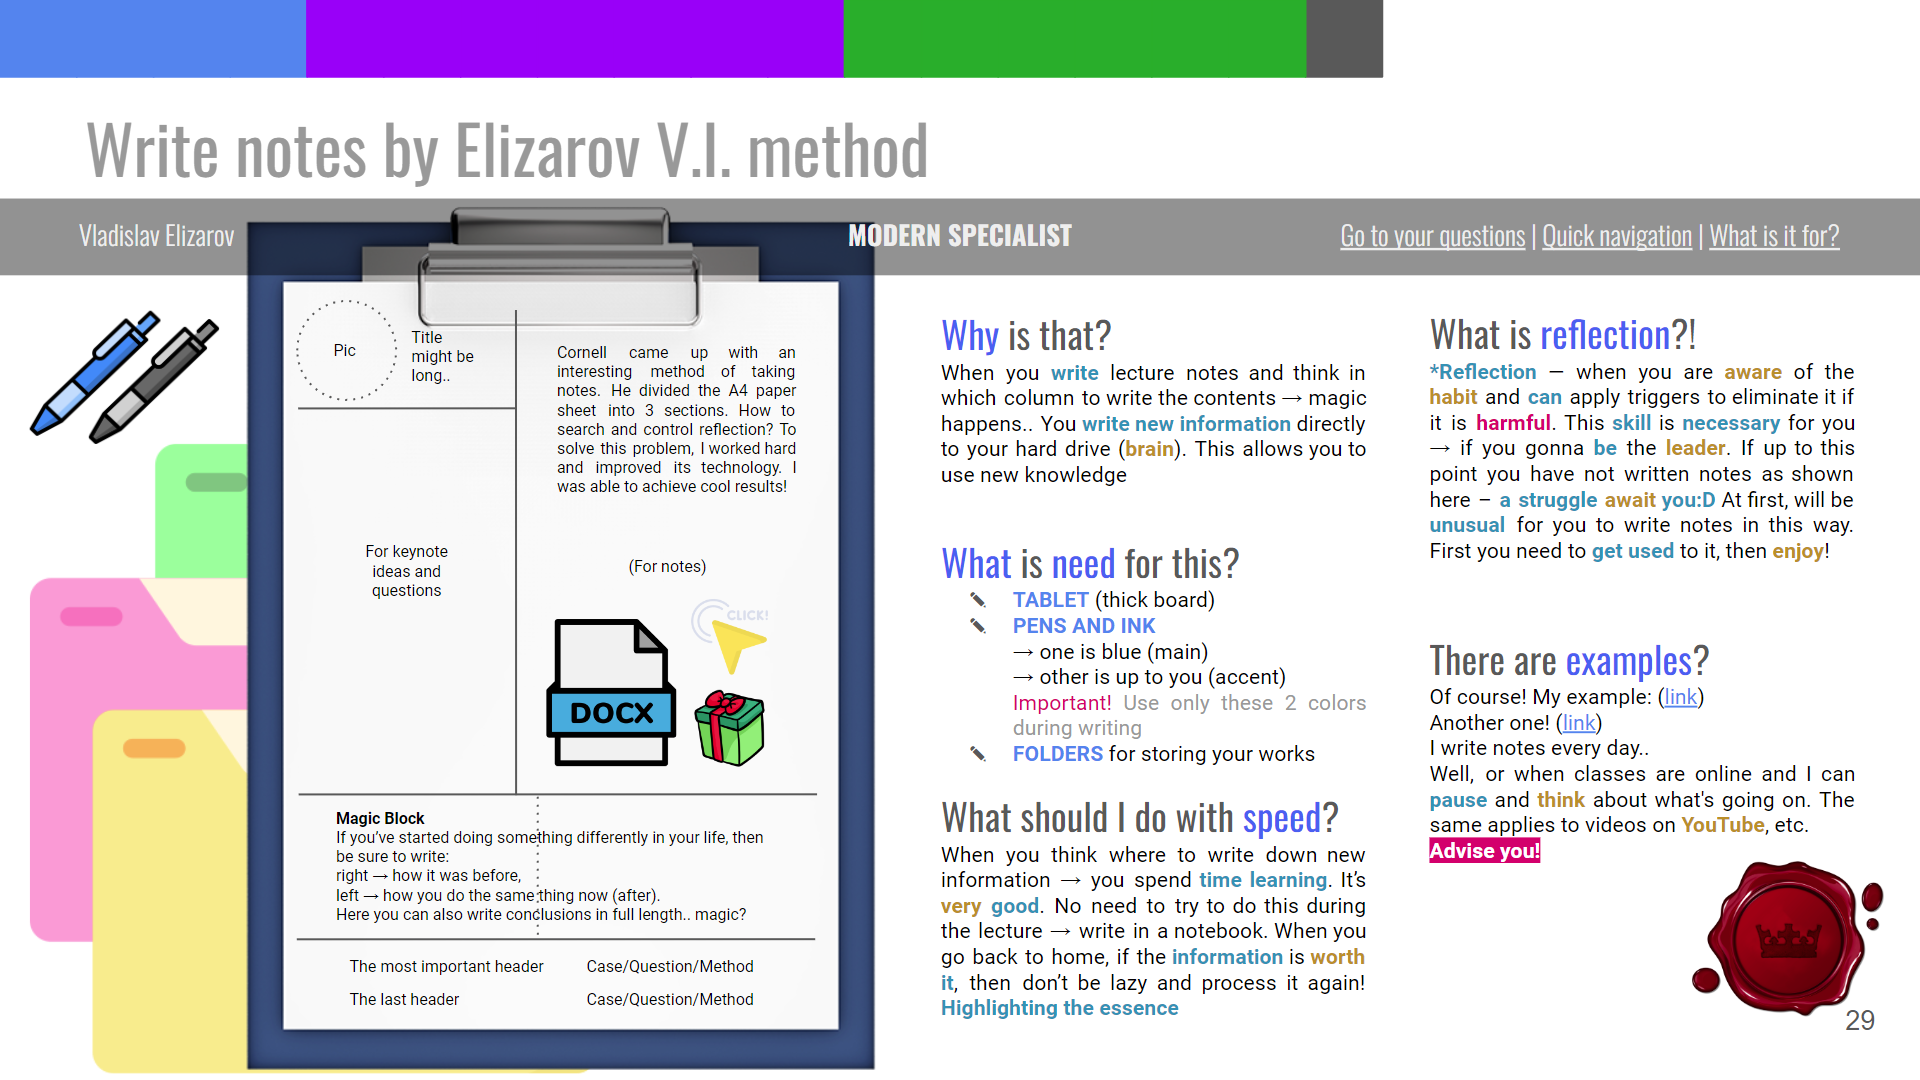 Write notes by Elizarov V.I. method
Vladislav Elizarov
MODERN SPECIALIST
Go to your questions | Quick navigation | What is it for?
Pic
Title
might be
long..
Cornell came up with an
interesting method of taking
notes. He divided the A4 paper
sheet into 3 sections. How to
search and control reflection? To
solve this problem, I worked hard
and improved its technology. I
was able to achieve cool results!
For keynote
ideas and
questions
(For notes)
CLICK!
DOCX
Magic Block
If you've started doing something differently in your life, then
be sure to write:
right → how it was before,
left → how you do the same thing now (after).
Here you can also write conclusions in full length.. magic?
The most important header Case/Question/Method
The last header Case/Question/Method
Why is that?
When you write lecture notes and think in
which column to write the contents → magic
happens.. You write new information directly
to your hard drive (brain). This allows you to
use new knowledge
What is need for this?
TABLET (thick board)
PENS AND INK
→ one is blue (main)
→ other is up to you (accent)
Important! Use only these 2 colors
during writing
FOLDERS for storing your works
What should I do with speed?
When you think where to write down new
information → you spend time learning. It's
very good. No need to try to do this during
the lecture → write in a notebook. When you
go back to home, if the information is worth
it, then don't be lazy and process it again!
Highlighting the essence
What is reflection?!
*Reflection — when you are aware of the
habit and can apply triggers to eliminate it if
it is harmful. This skill is necessary for you
→ if you gonna be the leader. If up to this
point you have not written notes as shown
here – a struggle await you:D At first, will be
unusual for you to write notes in this way.
First you need to get used to it, then enjoy!
There are examples?
Of course! My example: (link)
Another one! (link)
I write notes every day..
Well, or when classes are online and I can
pause and think about what's going on. The
same applies to videos on YouTube, etc.
Advise you!
29